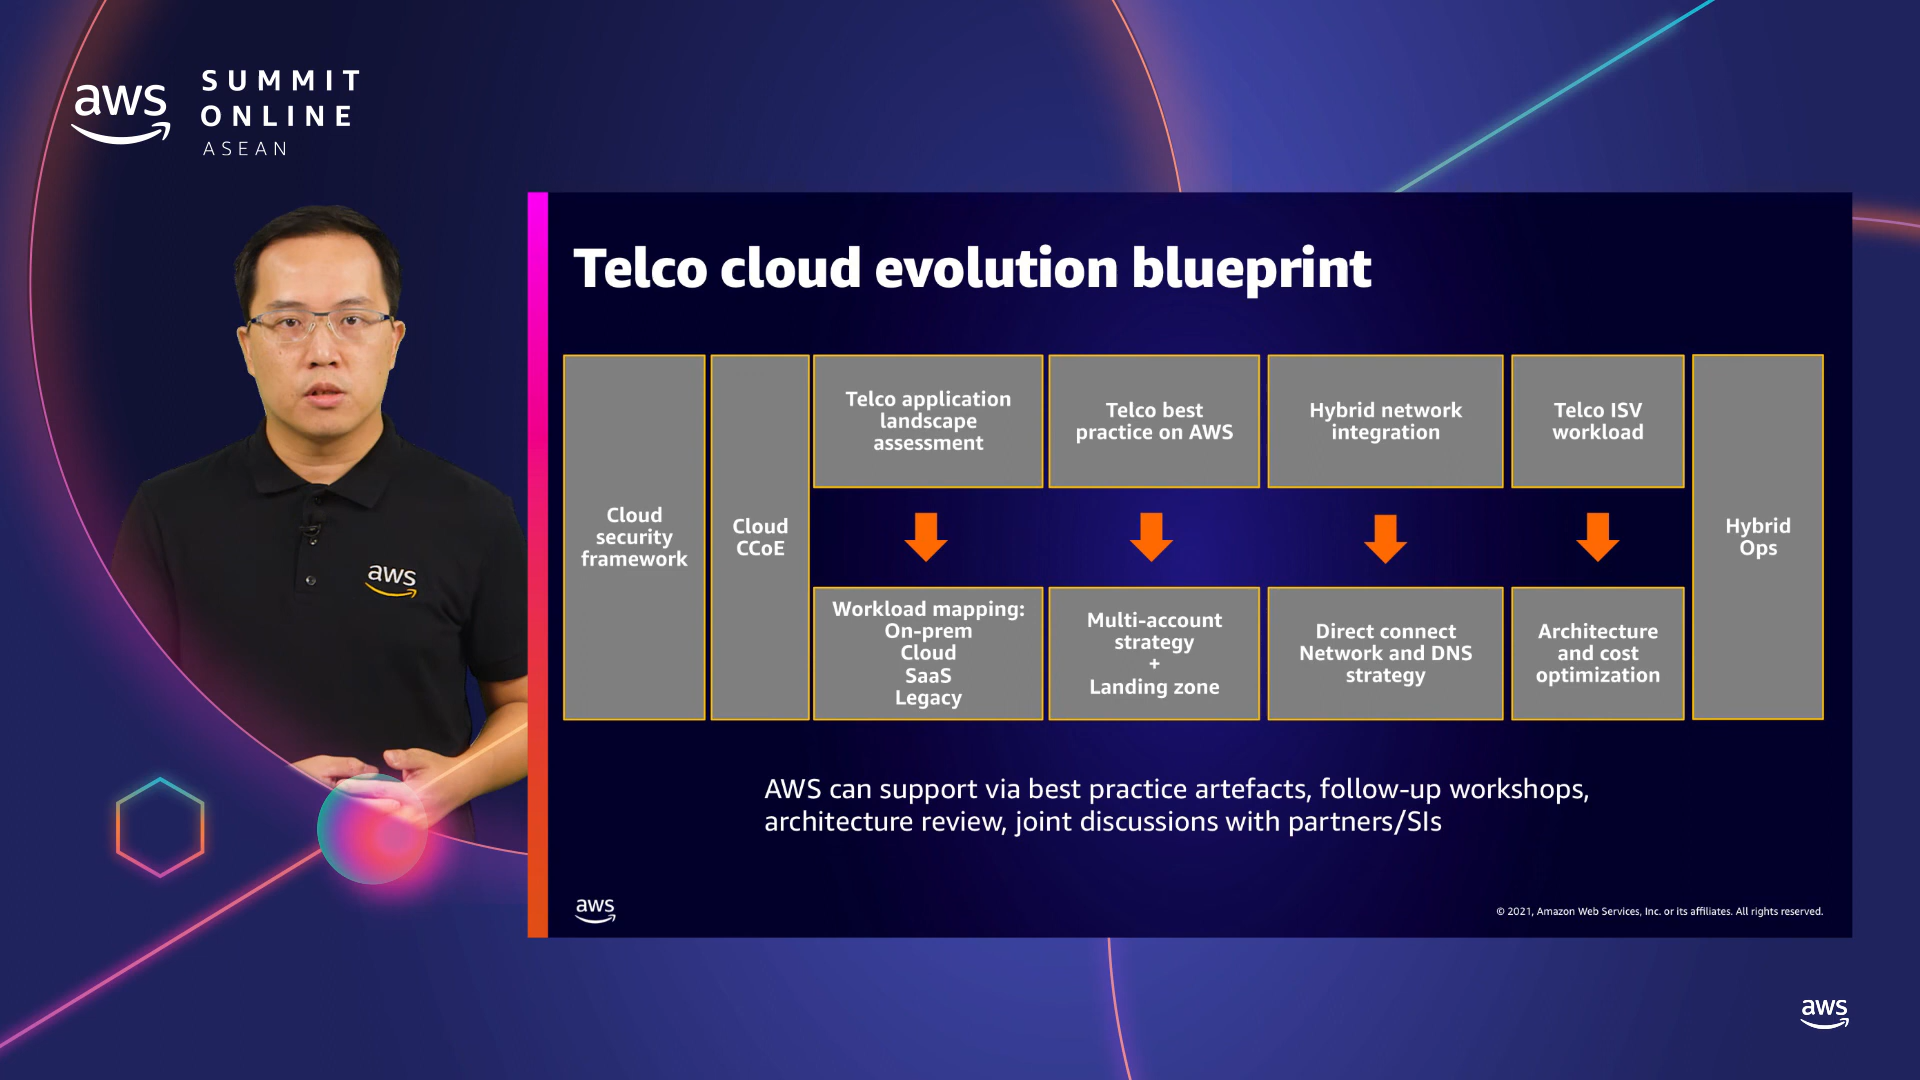 aws
SUMMIT
ONLINE
ASEAN
aws
Telco cloud evolution blueprint
Cloud
security
framework
Cloud
CCoE
Telco application
landscape
assessment
Telco best
practice on AWS
Hybrid network
integration
Telco ISV
workload
Workload mapping:
On-prem
Cloud
SaaS
Legacy
Multi-account
strategy
+
Landing zone
Direct connect
Network and DNS
strategy
Architecture
and cost
optimization
Hybrid
Ops
AWS can support via best practice artefacts, follow-up workshops,
architecture review, joint discussions with partners/SIs
aws
© 2021, Amazon Web Services, Inc. or its affiliates. All rights reserved.
aws